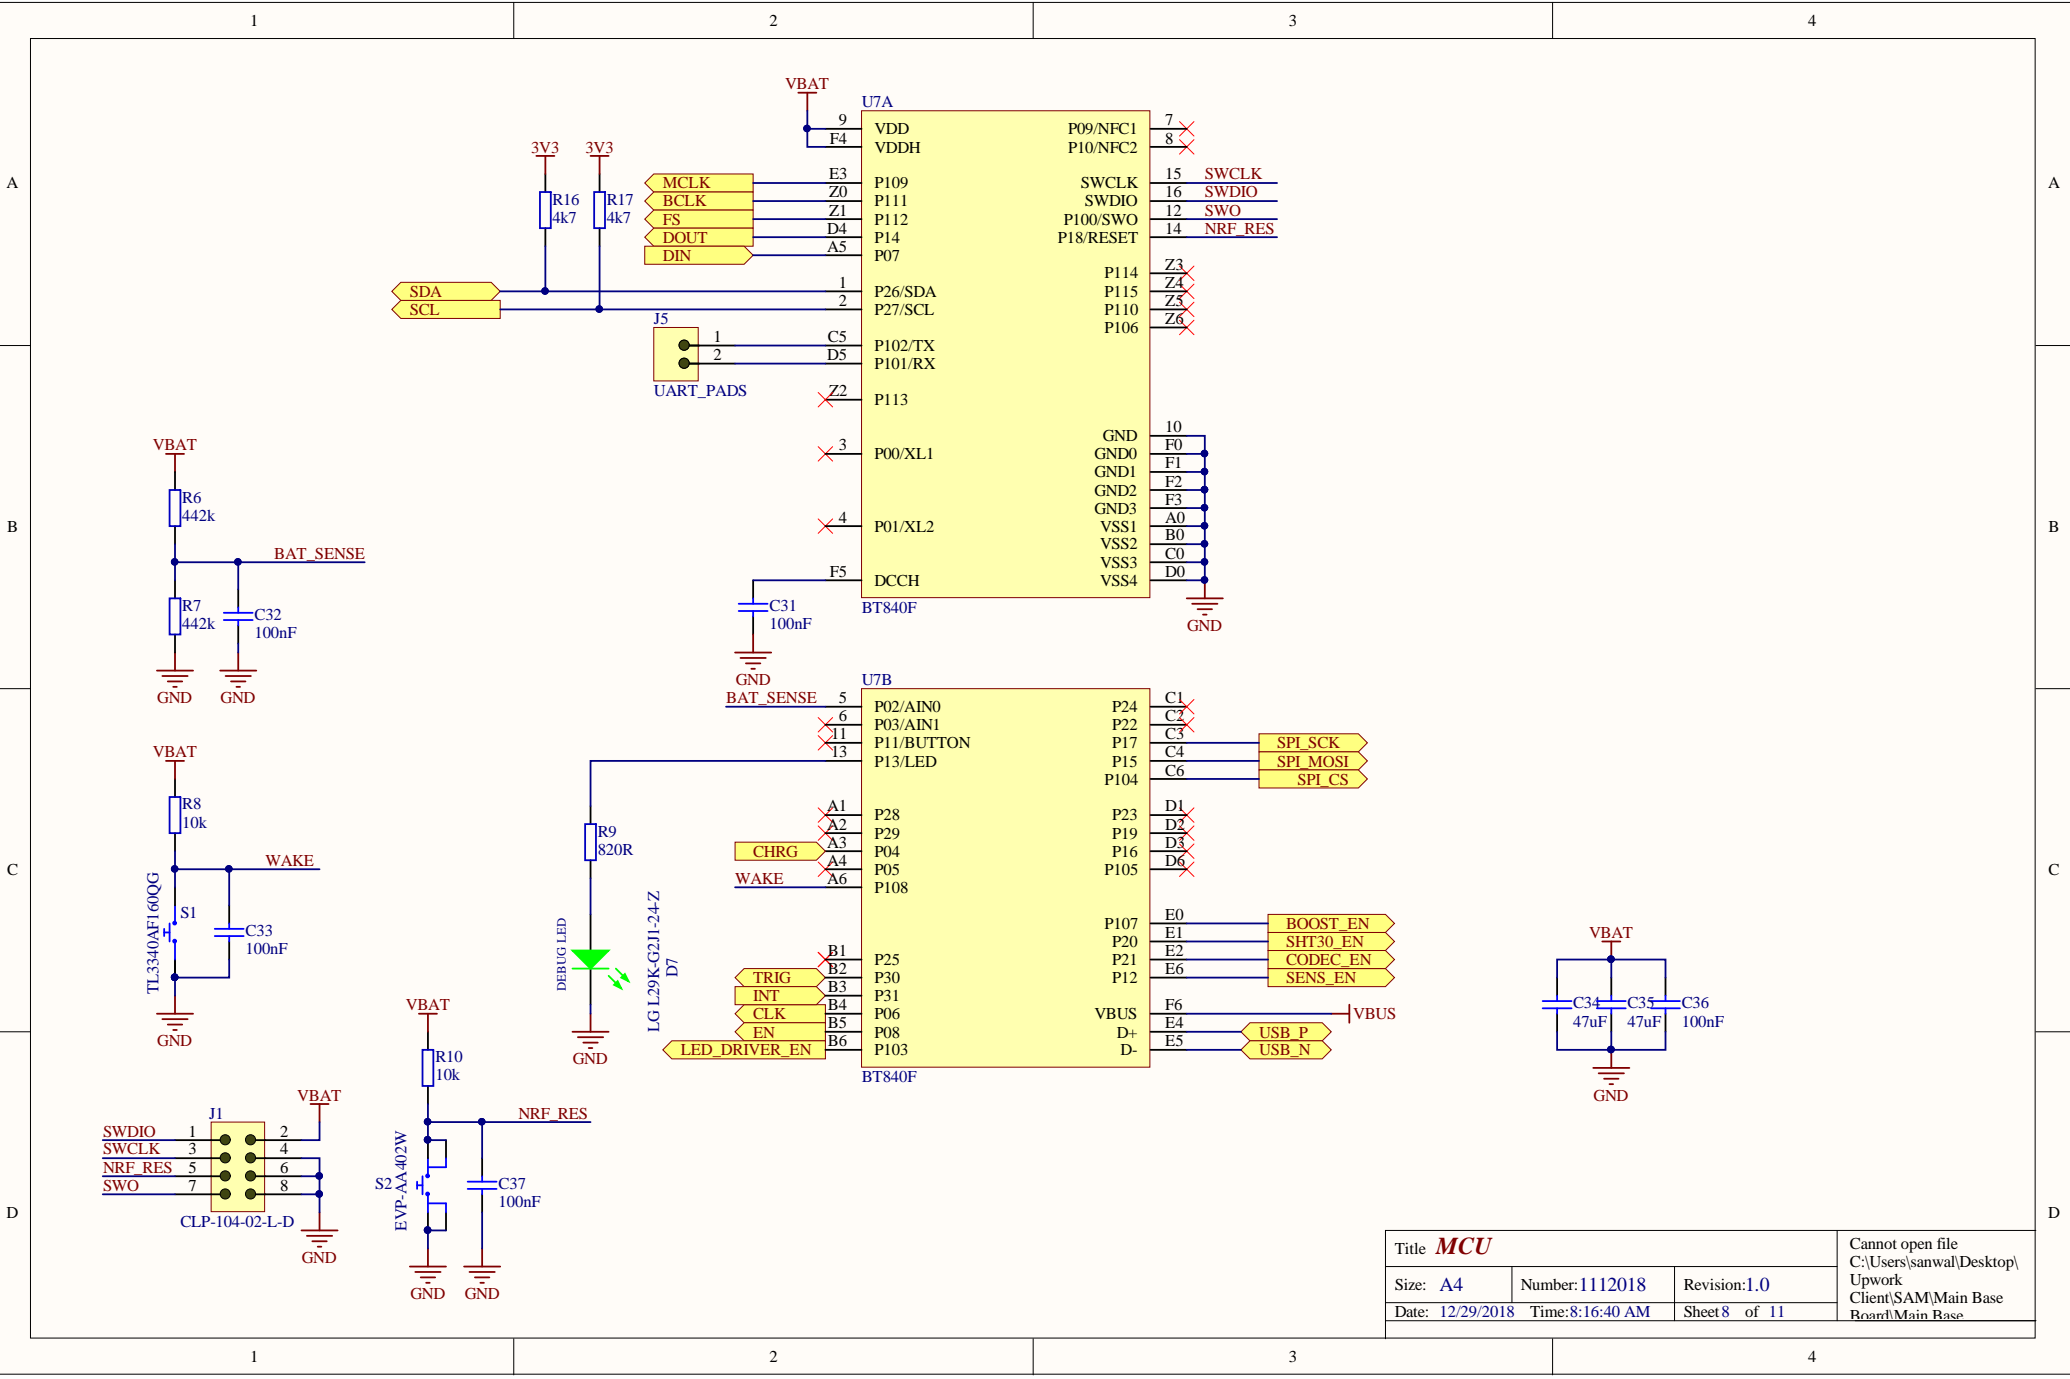 1 2 3 4
A
B
C
D
A
B
C
D
1 2 3 4
VBAT
U7A
9 VDD
F4 VDDH
E3 P109
Z0 P111
Z1 P112
D4 P14
A5 P07
1 P26/SDA
2 P27/SCL
C5 P102/TX
D5 P101/RX
Z2 P113
3 P00/XL1
4 P01/XL2
F5 DCCH
P09/NFC1 7
P10/NFC2 8
SWCLK 15 SWCLK
SWDIO 16 SWDIO
P100/SWO 12 SWO
P18/RESET 14 NRF_RES
P114 Z3
P115 Z4
P110 Z5
P106 Z6
GND 10
GND0 F0
GND1 F1
GND2 F2
GND3 F3
VSS1 A0
VSS2 B0
VSS3 C0
VSS4 D0
GND
BT840F
3V3 3V3
R16
4k7
R17
4k7
MCLK
BCLK
FS
DOUT
DIN
SDA
SCL
J5
1
2
UART_PADS
C31
100nF
GND
VBAT
R6
442k
BAT_SENSE
R7
442k
C32
100nF
GND GND
VBAT
R8
10k
WAKE
TL3340AF160QG
S1
C33
100nF
GND
U7B
BAT_SENSE 5 P02/AIN0
6 P03/AIN1
11 P11/BUTTON
13 P13/LED
A1 P28
A2 P29
CHRG A3 P04
A4 P05
WAKE A6 P108
B1 P25
TRIG B2 P30
INT B3 P31
CLK B4 P06
EN B5 P08
LED_DRIVER_EN B6 P103
P24 C1
P22 C2
P17 C3 SPI_SCK
P15 C4 SPI_MOSI
P104 C6 SPI_CS
P23 D1
P19 D2
P16 D3
P105 D6
P107 E0 BOOST_EN
P20 E1 SHT30_EN
P21 E2 CODEC_EN
P12 E6 SENS_EN
VBUS F6 VBUS
D+ E4 USB_P
D- E5 USB_N
BT840F
R9
820R
DEBUG LED
LG L29K-G2J1-24-Z
D7
GND
VBAT
C34
47uF
C35
47uF
C36
100nF
GND
VBAT
R10
10k
NRF_RES
EVP-AA402W
S2
C37
100nF
GND GND
VBAT
J1
SWDIO 1 2
SWCLK 3 4
NRF_RES 5 6
SWO 7 8
CLP-104-02-L-D
GND
Title MCU
Size: A4 Number:1112018 Revision:1.0
Date: 12/29/2018 Time:8:16:40 AM Sheet 8 of 11
Cannot open file
C:\Users\sanwal\Desktop\
Upwork
Client\SAM\Main Base
Board\Main Base